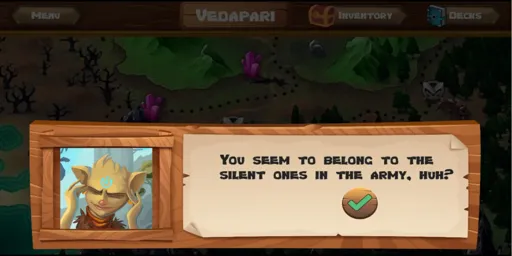 Menu
Vedapari
Inventory
Decks
You seem to belong to the
silent ones in the army, huh?